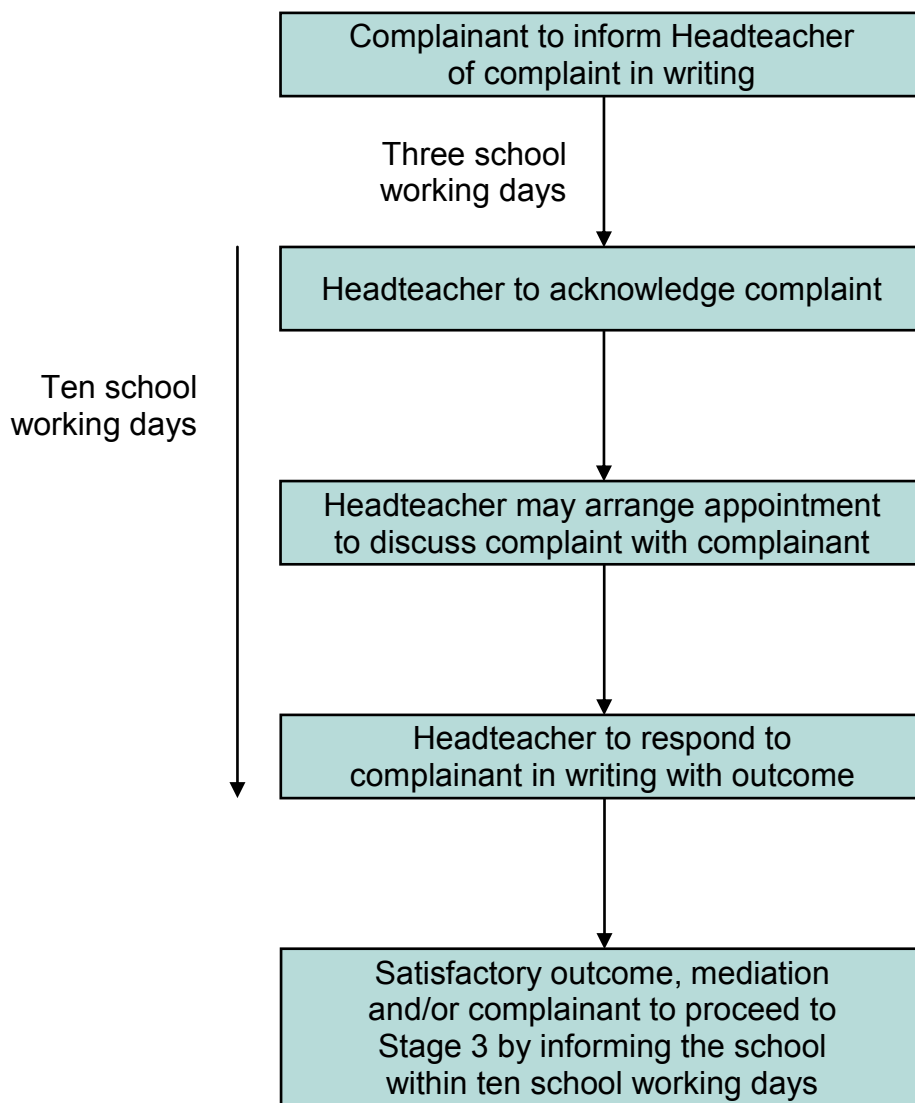 Complainant to inform Headteacher
of complaint in writing
Three school
working days
Headteacher to acknowledge complaint
Ten school
working days
Headteacher may arrange appointment
to discuss complaint with complainant
Headteacher to respond to
complainant in writing with outcome
Satisfactory outcome, mediation
and/or complainant to proceed to
Stage 3 by informing the school
within ten school working days